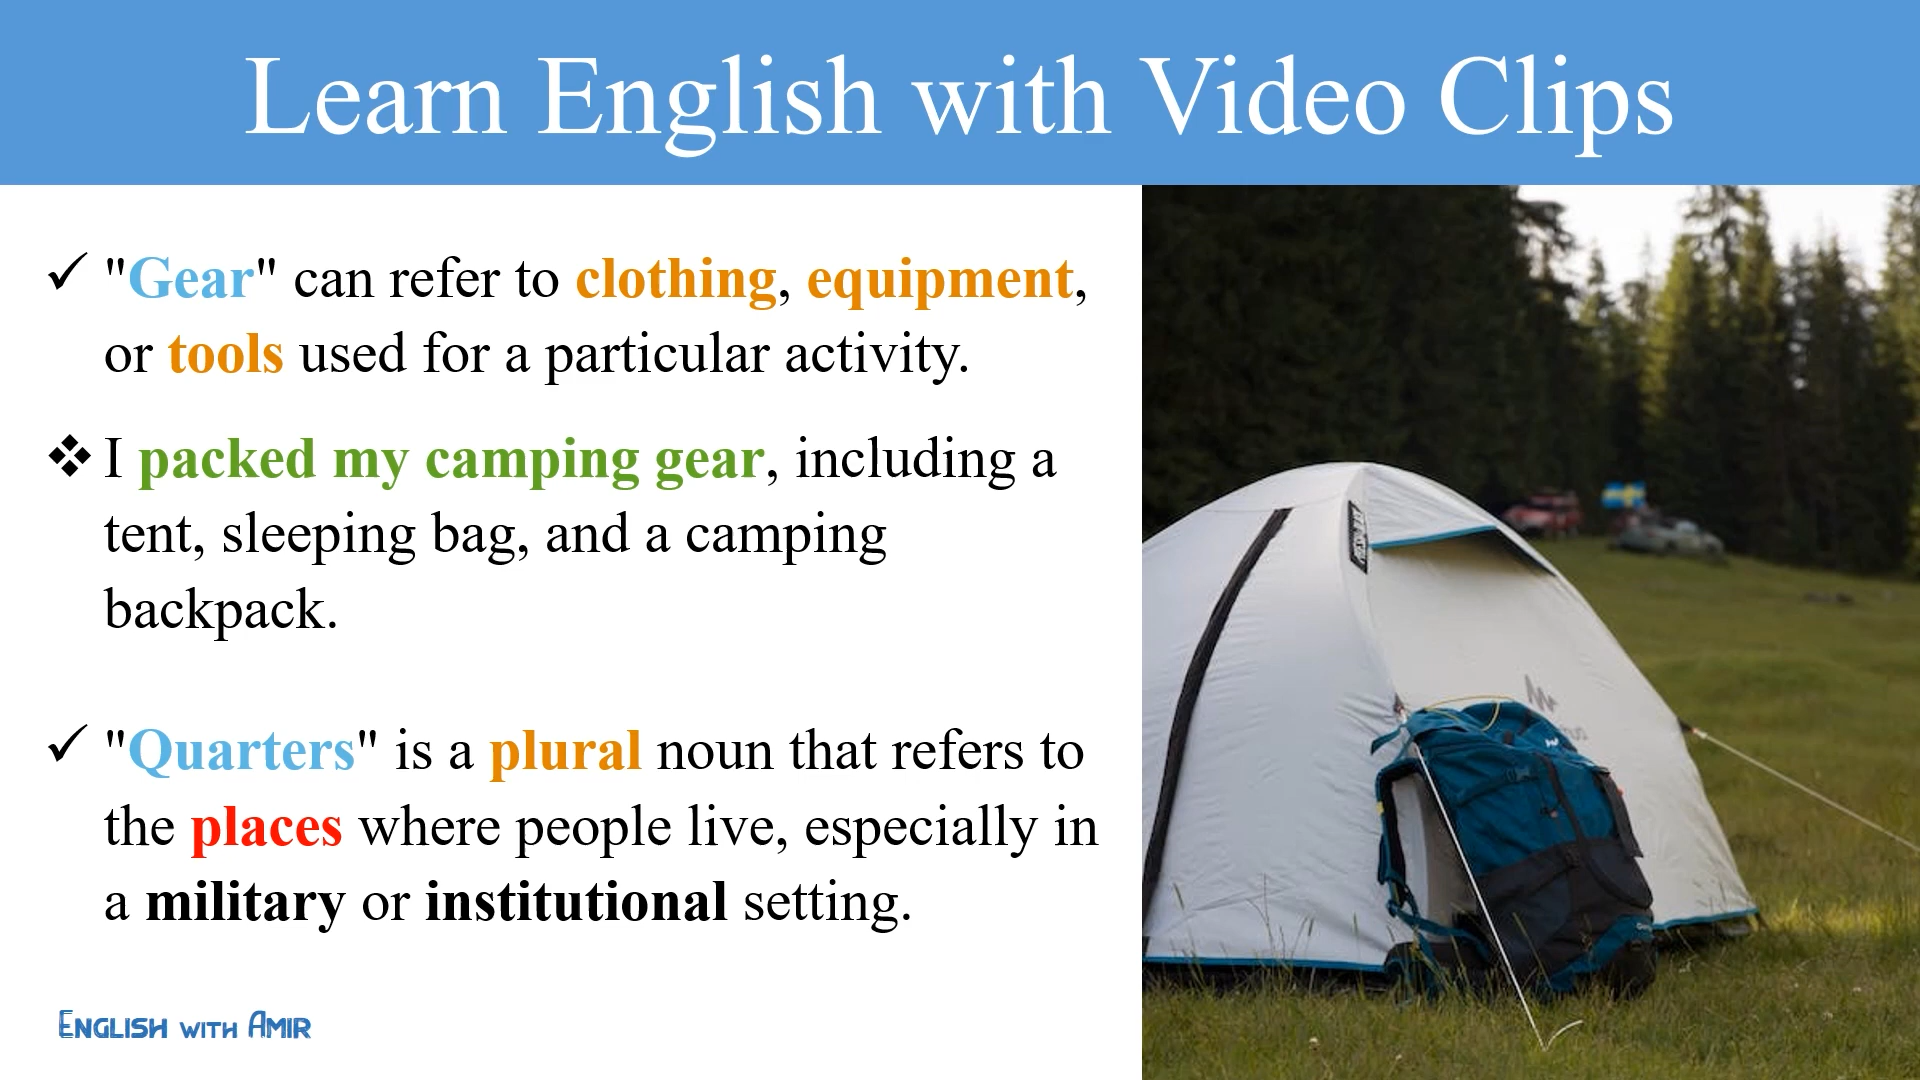 Learn English with Video Clips
✓ "Gear" can refer to clothing, equipment,
or tools used for a particular activity.
❖ I packed my camping gear, including a
tent, sleeping bag, and a camping
backpack.
✓ "Quarters" is a plural noun that refers to
the places where people live, especially in
a military or institutional setting.
English with Amir